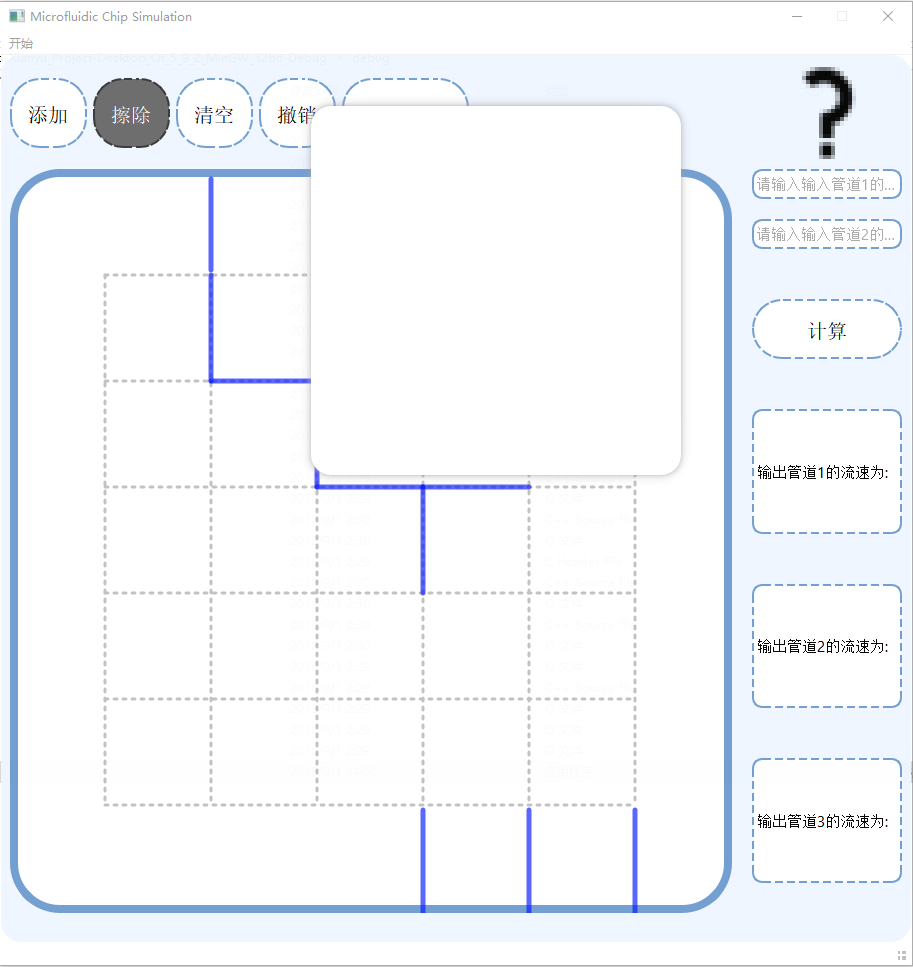 Microfluidic Chip Simulation
开始
添加
擦除
清空
撤销
请输入输入管道1的...
请输入输入管道2的...
计算
输出管道1的流速为:
输出管道2的流速为:
输出管道3的流速为: